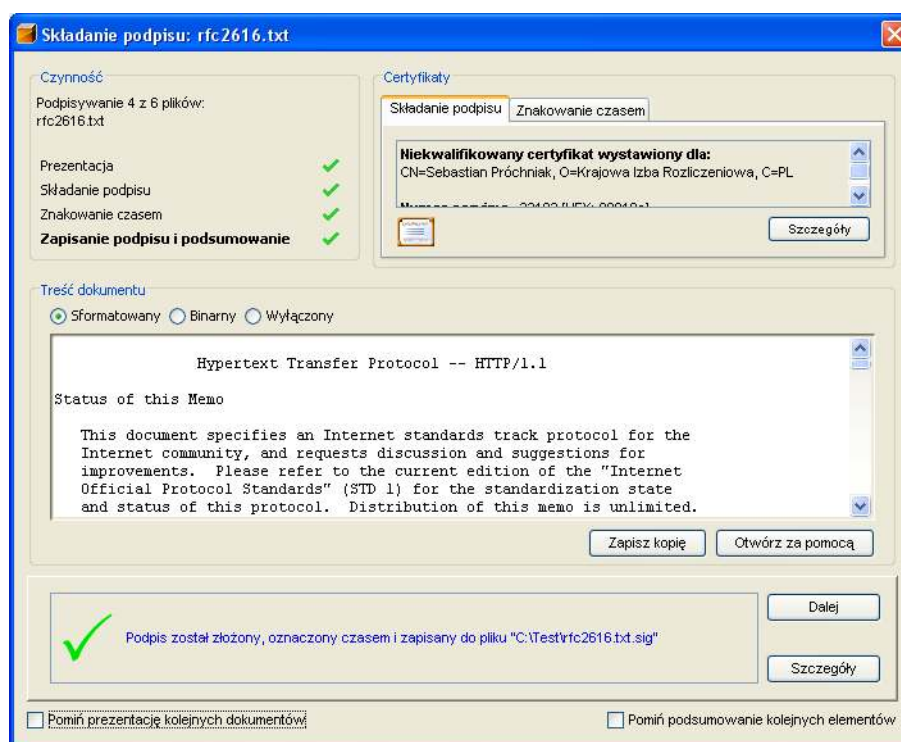 Składanie podpisu: rfc2616.txt
Czynność
Podpisywanie 4 z 6 plików:
rfc2616.txt
Prezentacja
Składanie podpisu
Znakowanie czasem
Zapisanie podpisu i podsumowanie
Certyfikaty
Składanie podpisu Znakowanie czasem
Niekwalifikowany certyfikat wystawiony dla:
CN=Sebastian Próchniak, O=Krajowa Izba Rozliczeniowa, C=PL
Szczegóły
Treść dokumentu
Sformatowany Binarny Wyłączony
Hypertext Transfer Protocol -- HTTP/1.1
Status of this Memo
This document specifies an Internet standards track protocol for the
Internet community, and requests discussion and suggestions for
improvements. Please refer to the current edition of the "Internet
Official Protocol Standards" (STD 1) for the standardization state
and status of this protocol. Distribution of this memo is unlimited.
Zapisz kopię Otwórz za pomocą
Podpis został złożony, oznaczony czasem i zapisany do pliku "C:\Test\rfc2616.txt.sig"
Dalej
Szczegóły
Pomiń prezentację kolejnych dokumentów Pomiń podsumowanie kolejnych elementów